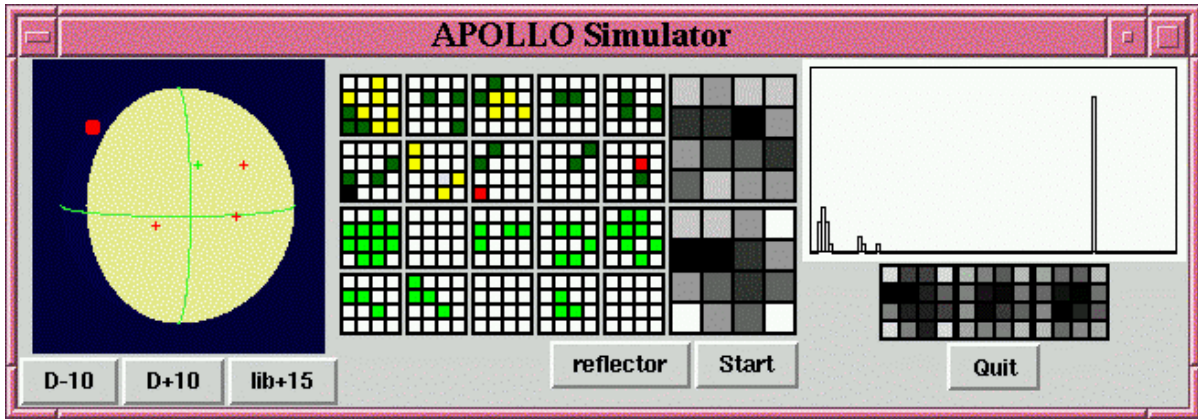 APOLLO Simulator
reflector
Start
Quit
D-10
D+10
lib+15